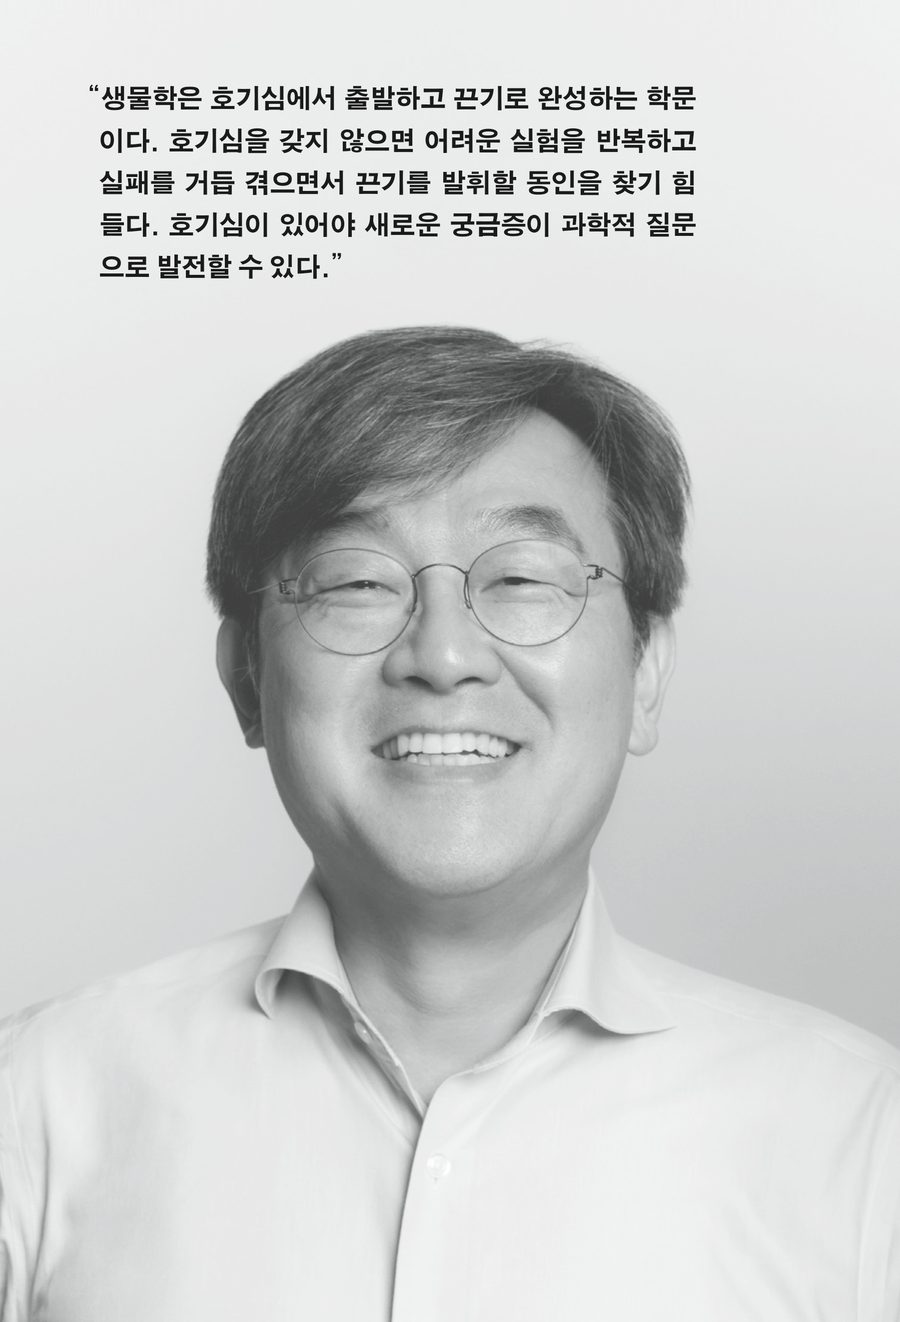 “생물학은 호기심에서 출발하고 끈기로 완성하는 학문
이다. 호기심을 갖지 않으면 어려운 실험을 반복하고
실패를 거듭 겪으면서 끈기를 발휘할 동인을 찾기 힘
들다. 호기심이 있어야 새로운 궁금증이 과학적 질문
으로 발전할 수 있다.”